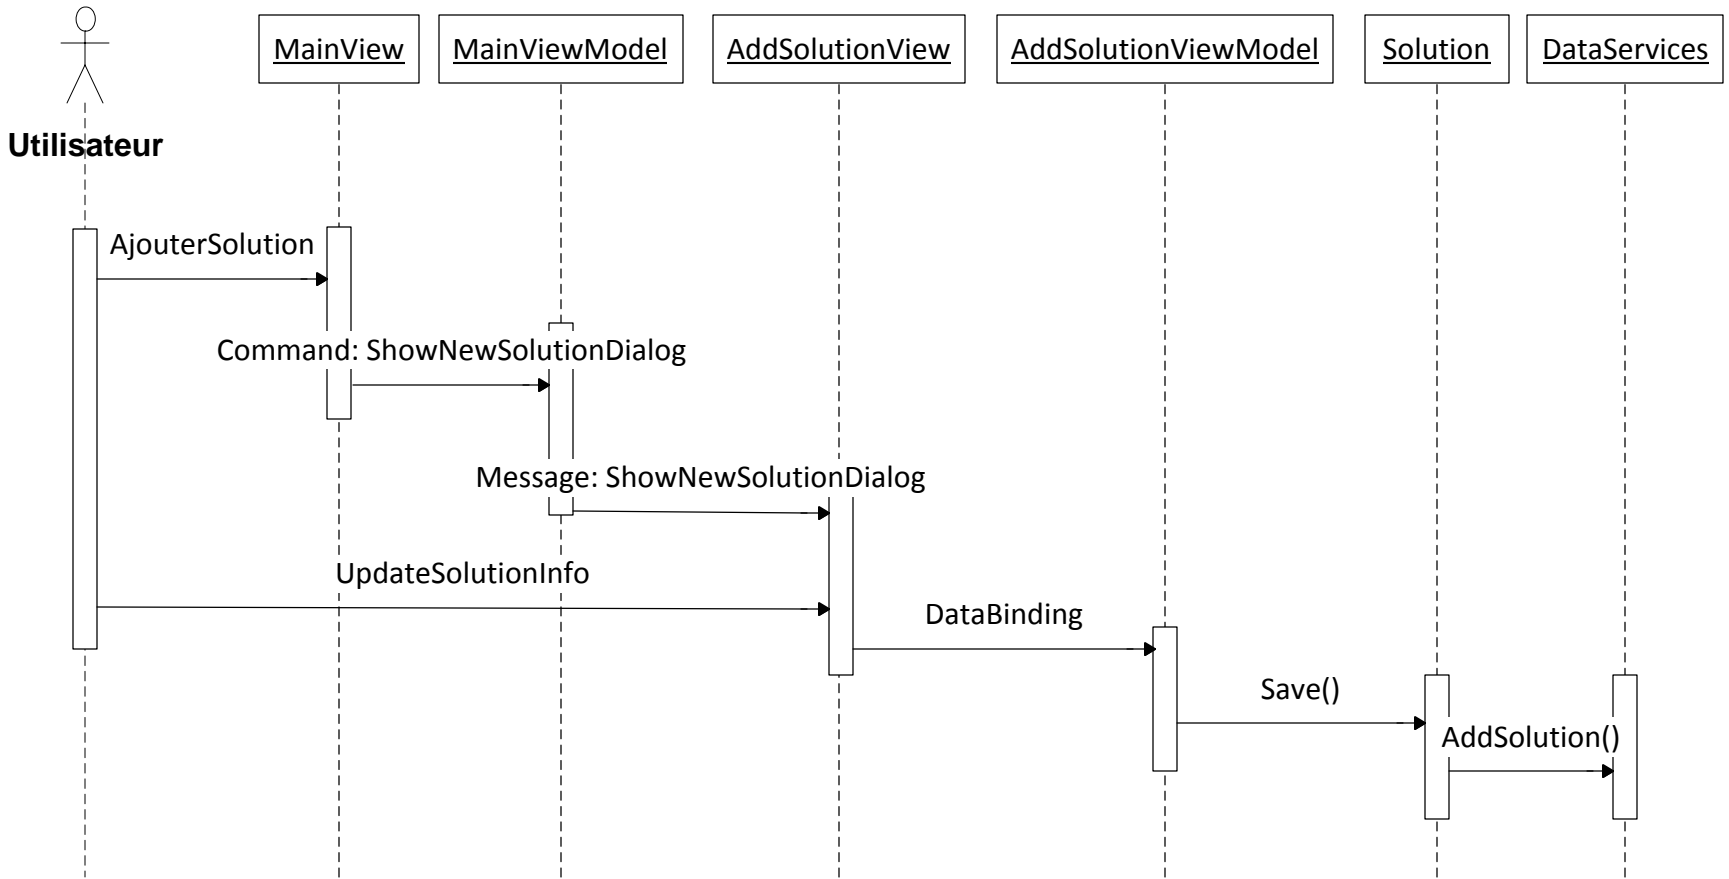 MainView
MainViewModel
AddSolutionView
AddSolutionViewModel
Solution
DataServices
Utilisateur
AjouterSolution
Command: ShowNewSolutionDialog
Message: ShowNewSolutionDialog
UpdateSolutionInfo
DataBinding
Save()
AddSolution()